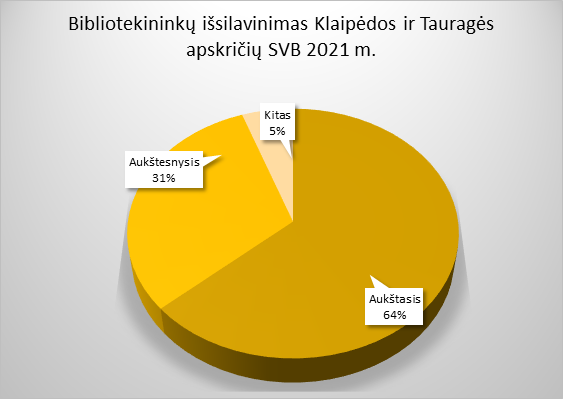 Bibliotekininkų išsilavinimas Klaipėdos ir Tauragės
apskričių SVB 2021 m.
Kitas
5%
Aukštesnysis
31%
Aukštasis
64%